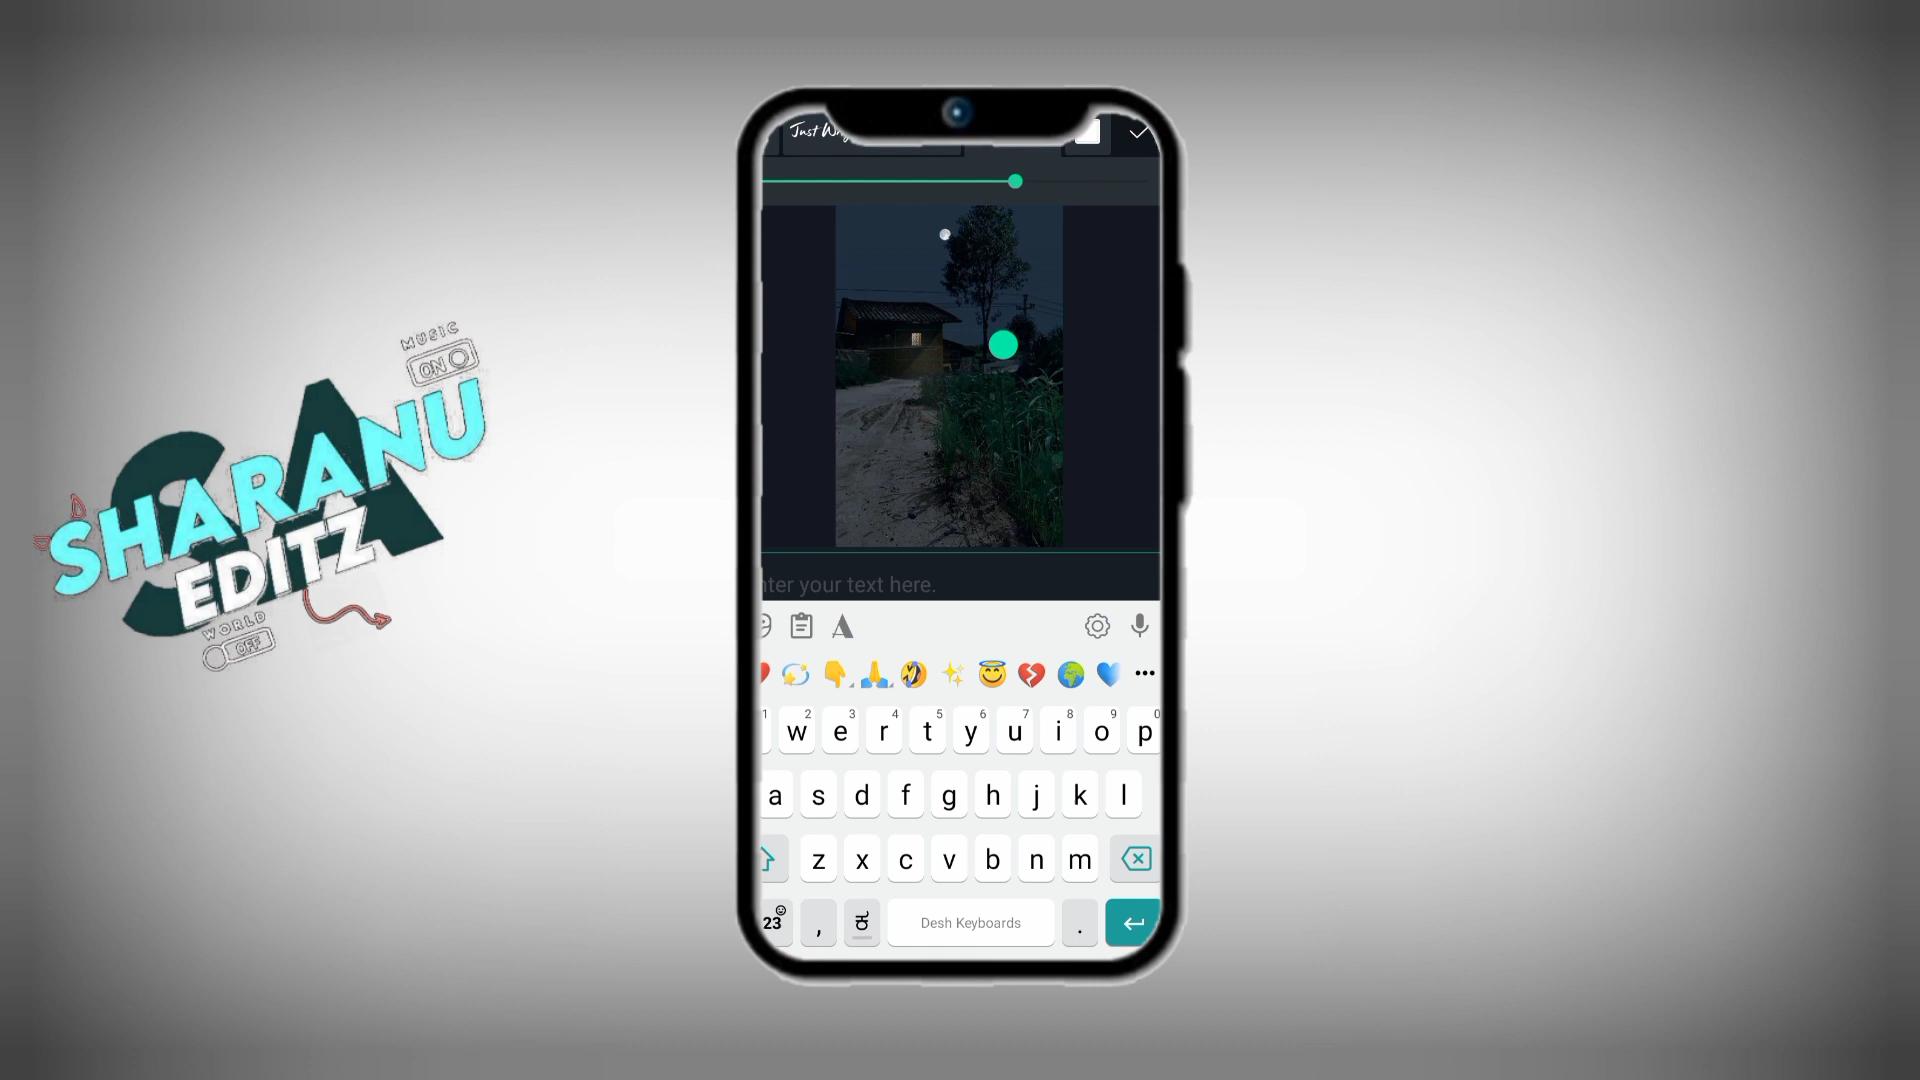 MUSIC
ON
SHARANU
EDITZ
WORLD
OFF
Just
nter your text here.
1 2 3 4 5 6 7 8 9 0
w e r t y u i o p
a s d f g h j k l
z x c v b n m
23 , ಕ Desh Keyboards .